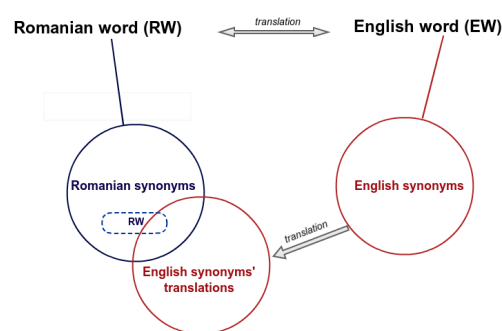 translation
Romanian word (RW)
English word (EW)
Romanian synonyms
English synonyms
RW
translation
English synonyms'
translations